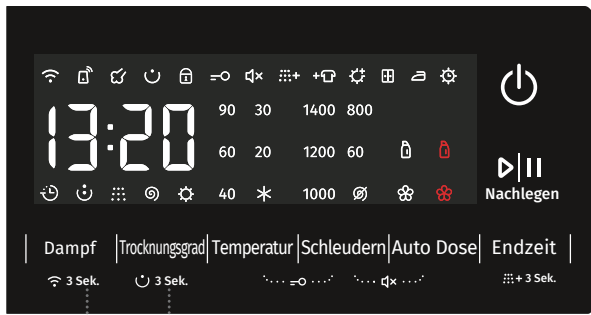 90 30 1400 800
13:20
60 20 1200 60
40 1000
Nachlegen
Dampf Trocknungsgrad Temperatur Schleudern Auto Dose Endzeit
3 Sek. 3 Sek. + 3 Sek.